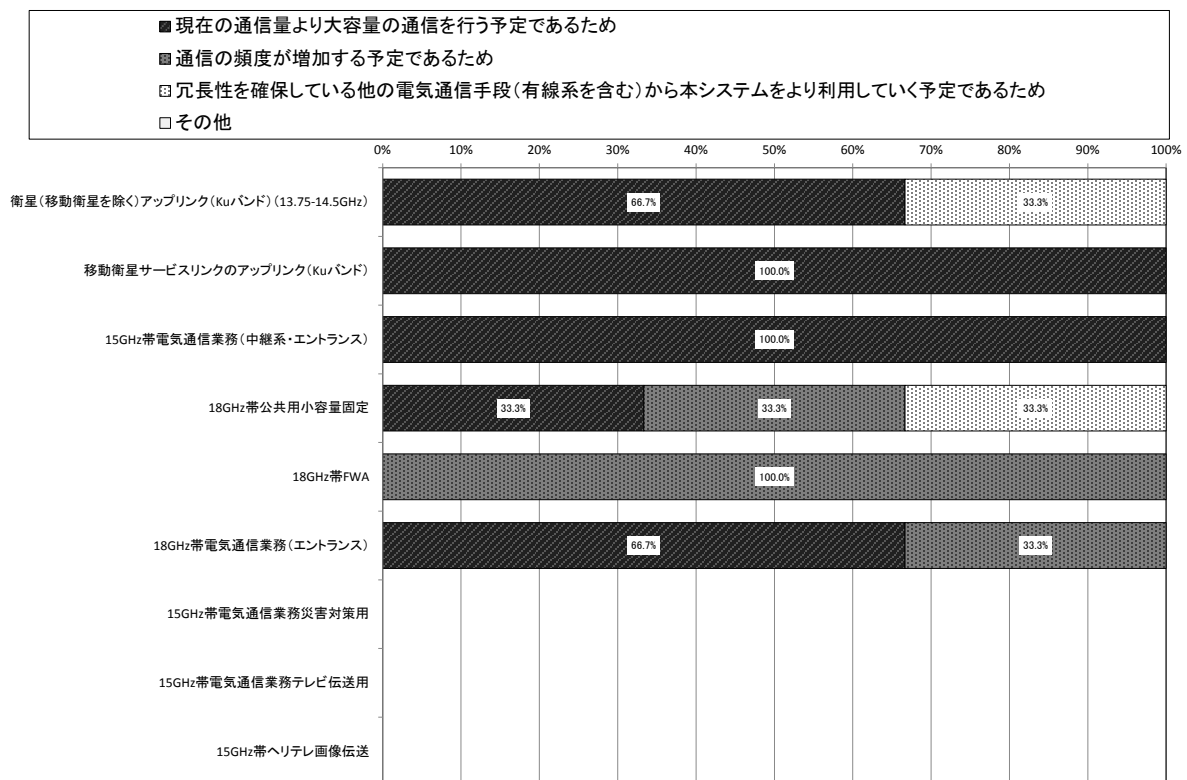 ■現在の通信量より大容量の通信を行う予定であるため
■通信の頻度が増加する予定であるため
□冗長性を確保している他の電気通信手段(有線系を含む)から本システムをより利用していく予定であるため
□その他
0% 10% 20% 30% 40% 50% 60% 70% 80% 90% 100%
衛星(移動衛星を除く)アップリンク(Kuバンド)(13.75-14.5GHz) 66.7% 33.3%
移動衛星サービスリンクのアップリンク(Kuバンド) 100.0%
15GHz帯電気通信業務(中継系・エントランス) 100.0%
18GHz帯公共用小容量固定 33.3% 33.3% 33.3%
18GHz帯FWA 100.0%
18GHz帯電気通信業務(エントランス) 66.7% 33.3%
15GHz帯電気通信業務災害対策用
15GHz帯電気通信業務テレビ伝送用
15GHz帯ヘリテレ画像伝送